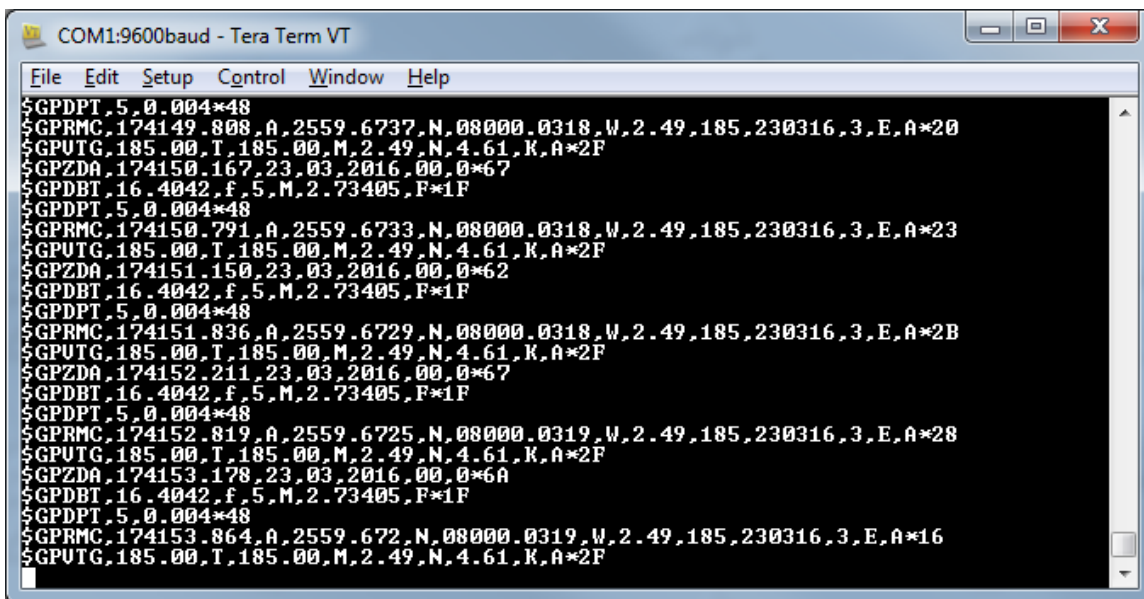 COM1:9600baud - Tera Term VT
File Edit Setup Control Window Help
$GPDPT,5,0.004*48
$GPRMC,174149.808,A,2559.6737,N,08000.0318,W,2.49,185,230316,3,E,A*20
$GPVTG,185.00,T,185.00,M,2.49,N,4.61,K,A*2F
$GPZDA,174150.167,23,03,2016,00,0*67
$GPDBT,16.4042,f,5,M,2.73405,F*1F
$GPDPT,5,0.004*48
$GPRMC,174150.791,A,2559.6733,N,08000.0318,W,2.49,185,230316,3,E,A*23
$GPVTG,185.00,T,185.00,M,2.49,N,4.61,K,A*2F
$GPZDA,174151.150,23,03,2016,00,0*62
$GPDBT,16.4042,f,5,M,2.73405,F*1F
$GPDPT,5,0.004*48
$GPRMC,174151.836,A,2559.6729,N,08000.0318,W,2.49,185,230316,3,E,A*2B
$GPVTG,185.00,T,185.00,M,2.49,N,4.61,K,A*2F
$GPZDA,174152.211,23,03,2016,00,0*67
$GPDBT,16.4042,f,5,M,2.73405,F*1F
$GPDPT,5,0.004*48
$GPRMC,174152.819,A,2559.6725,N,08000.0319,W,2.49,185,230316,3,E,A*28
$GPVTG,185.00,T,185.00,M,2.49,N,4.61,K,A*2F
$GPZDA,174153.178,23,03,2016,00,0*6A
$GPDBT,16.4042,f,5,M,2.73405,F*1F
$GPDPT,5,0.004*48
$GPRMC,174153.864,A,2559.672,N,08000.0319,W,2.49,185,230316,3,E,A*16
$GPVTG,185.00,T,185.00,M,2.49,N,4.61,K,A*2F